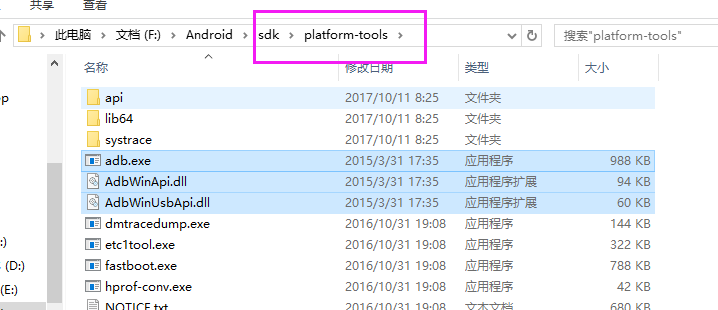 共享 查看
此电脑 文档 (F:) Android sdk platform-tools 搜索"platform-tools"
名称 修改日期 类型 大小
api 2017/10/11 8:25 文件夹
lib64 2017/10/11 8:25 文件夹
systrace 2017/10/11 8:25 文件夹
adb.exe 2015/3/31 17:35 应用程序 988 KB
AdbWinApi.dll 2015/3/31 17:35 应用程序扩展 94 KB
AdbWinUsbApi.dll 2015/3/31 17:35 应用程序扩展 60 KB
dmtracedump.exe 2016/10/31 19:08 应用程序 144 KB
etc1tool.exe 2016/10/31 19:08 应用程序 322 KB
(D:) fastboot.exe 2016/10/31 19:08 应用程序 788 KB
(E:) hprof-conv.exe 2016/10/31 19:08 应用程序 42 KB
NOTICE.txt 2016/10/31 19:08 文本文档 680 KB